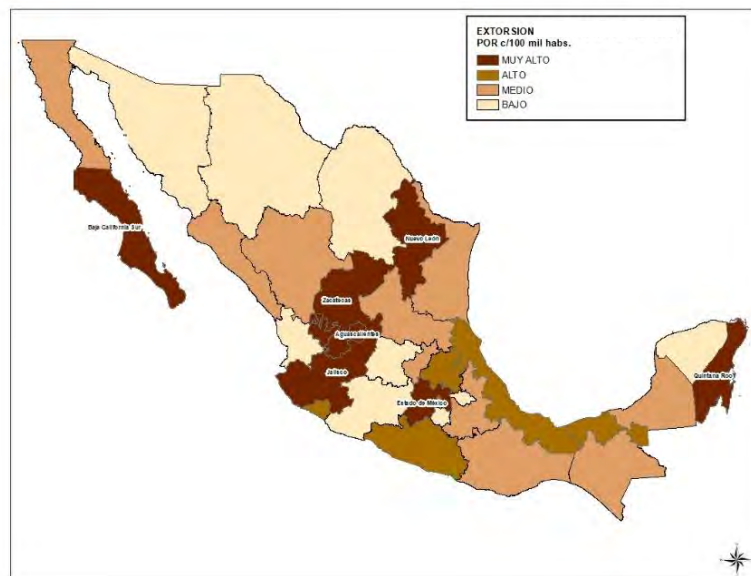 EXTORSION
POR c/100 mil habs.
MUY ALTO
ALTO
MEDIO
BAJO
Baja California Sur
Nuevo León
Zacatecas
Aguascalientes
Jalisco
Estado de México
Quintana Roo